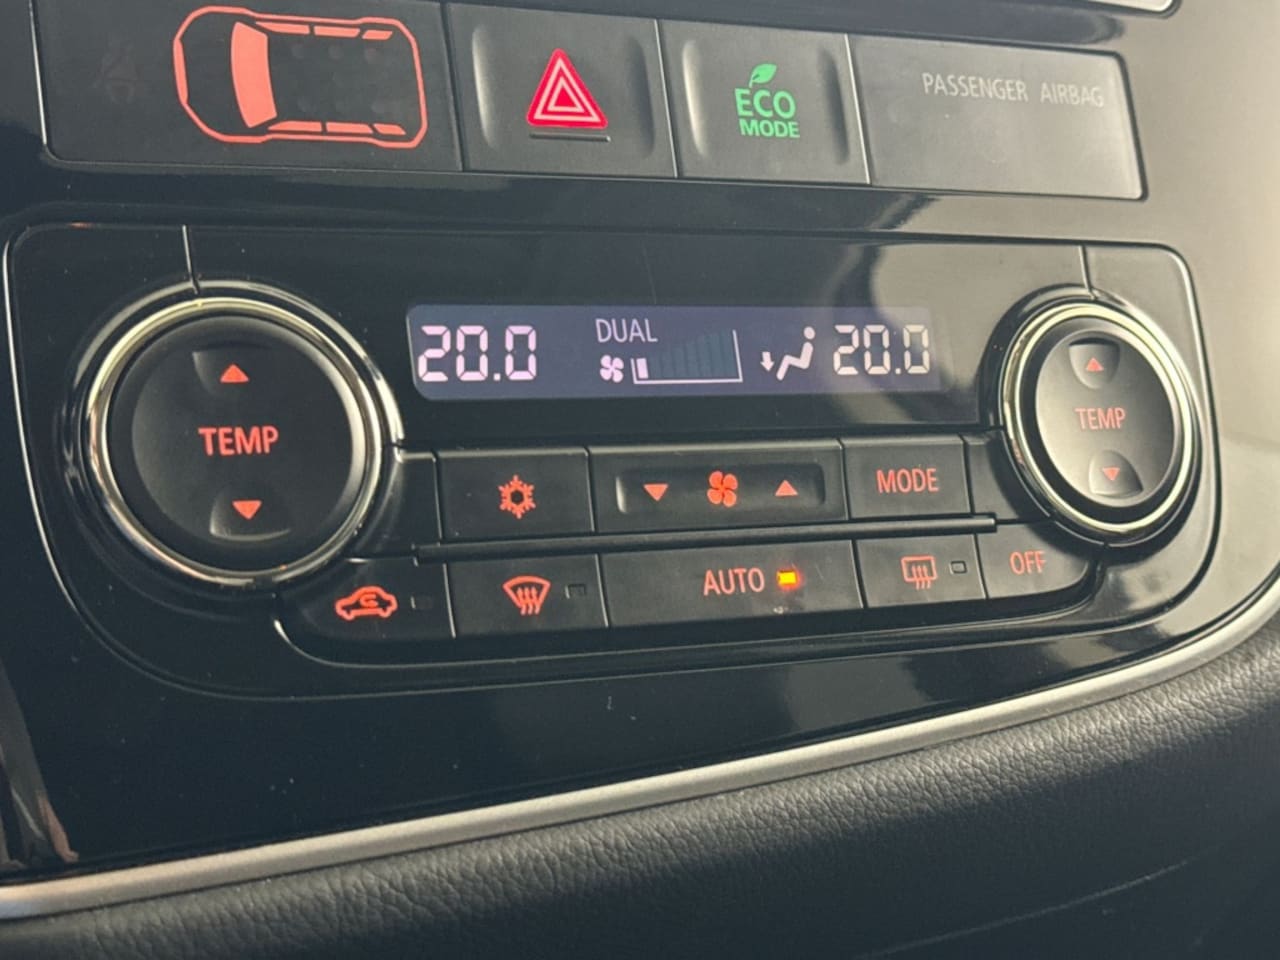 ECO
MODE
PASSENGER AIRBAG
20.0
DUAL
20.0
TEMP
TEMP
MODE
AUTO
OFF